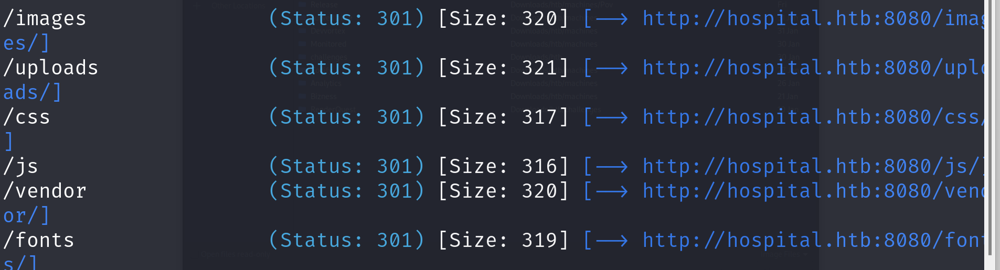 /images (Status: 301) [Size: 320] [--> http://hospital.htb:8080/imag
es/]
/uploads (Status: 301) [Size: 321] [--> http://hospital.htb:8080/uplo
ads/]
/css (Status: 301) [Size: 317] [--> http://hospital.htb:8080/css/
]
/js (Status: 301) [Size: 316] [--> http://hospital.htb:8080/js/]
/vendor (Status: 301) [Size: 320] [--> http://hospital.htb:8080/vend
or/]
/fonts (Status: 301) [Size: 319] [--> http://hospital.htb:8080/font
s/]